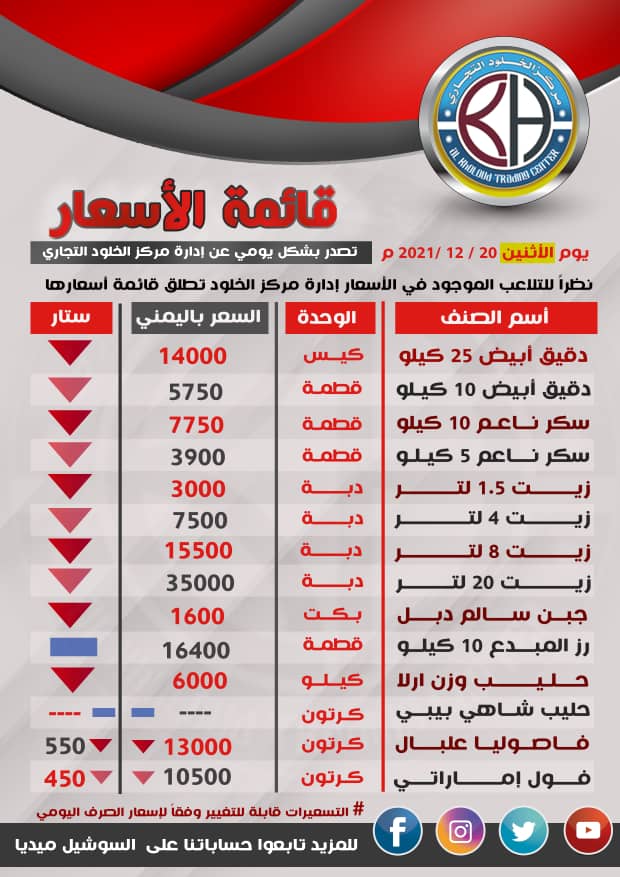 مركز الخلود التجاري
KH
AL KHOLOUD TRADING CENTER
قائمة الأسعار
يوم الأثنين 20 / 12 /2021 م
تصدر بشكل يومي عن إدارة مركز الخلود التجاري
نظراً للتلاعب الموجود في الأسعار إدارة مركز الخلود تطلق قائمة أسعارها
أسم الصنف الوحدة السعر باليمني ستار
دقيق أبيض 25 كيلو كيس 14000
دقيق أبيض 10 كيلو قطمة 5750
سكر ناعم 10 كيلو قطمة 7750
سكر ناعم 5 كيلو قطمة 3900
زيت 1.5 لتر دبة 3000
زيت 4 لتر دبة 7500
زيت 8 لتر دبة 15500
زيت 20 لتر دبة 35000
جبن سالم دبل بكت 1600
رز المبدع 10 كيلو قطمة 16400
حليب وزن ارلا كيلو 6000
حليب شاهي بيبي كرتون ---- ----
فاصوليا علبال كرتون 13000 550
فول إماراتي كرتون 10500 450
# التسعيرات قابلة للتغيير وفقاً لإسعار الصرف اليومي
للمزيد تابعوا حساباتنا على السوشيل ميديا